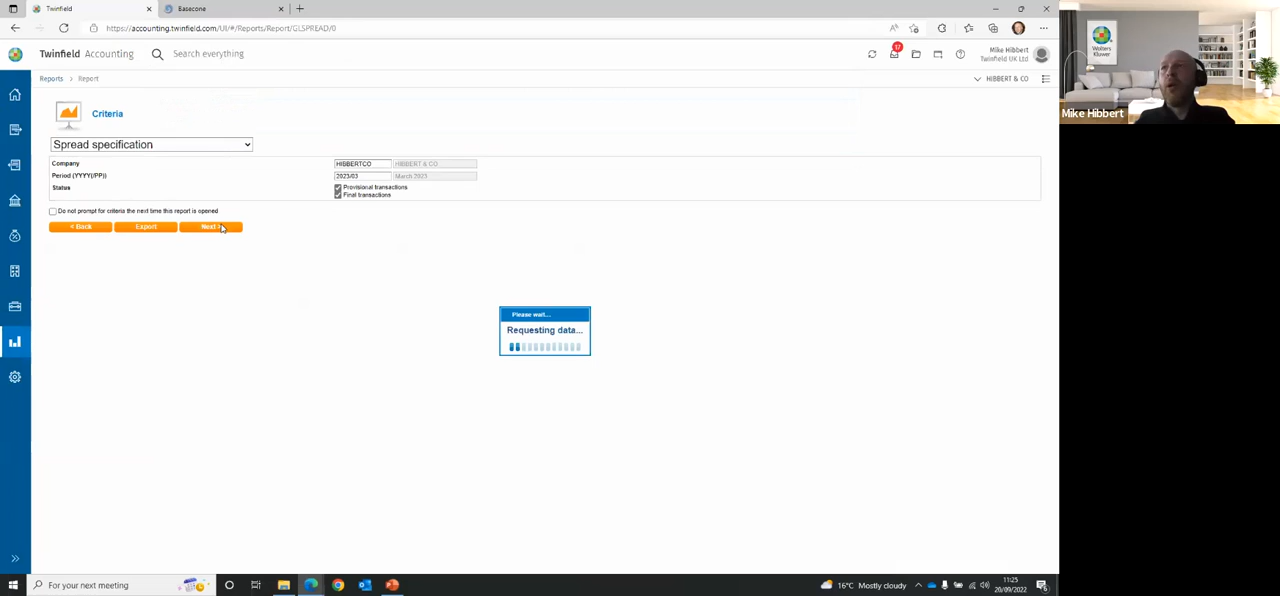 Twinfield
Basecone
https://accounting.twinfield.com/UI/#/Reports/Report/GLSPREAD/0
Twinfield Accounting
Search everything
17
Mike Hibbert
Twinfield UK Ltd
Reports > Report
HIBBERT & CO
Wolters Kluwer
Mike Hibbert
Criteria
Spread specification
Company HIBBERTCO HIBBERT & CO
Period (YYYY(/PP)) 2023/03 March 2023
Status Provisional transactions
Final transactions
Do not prompt for criteria the next time this report is opened
< Back Export Next
Please wait...
Requesting data...
For your next meeting
16°C Mostly cloudy
11:25
20/09/2022